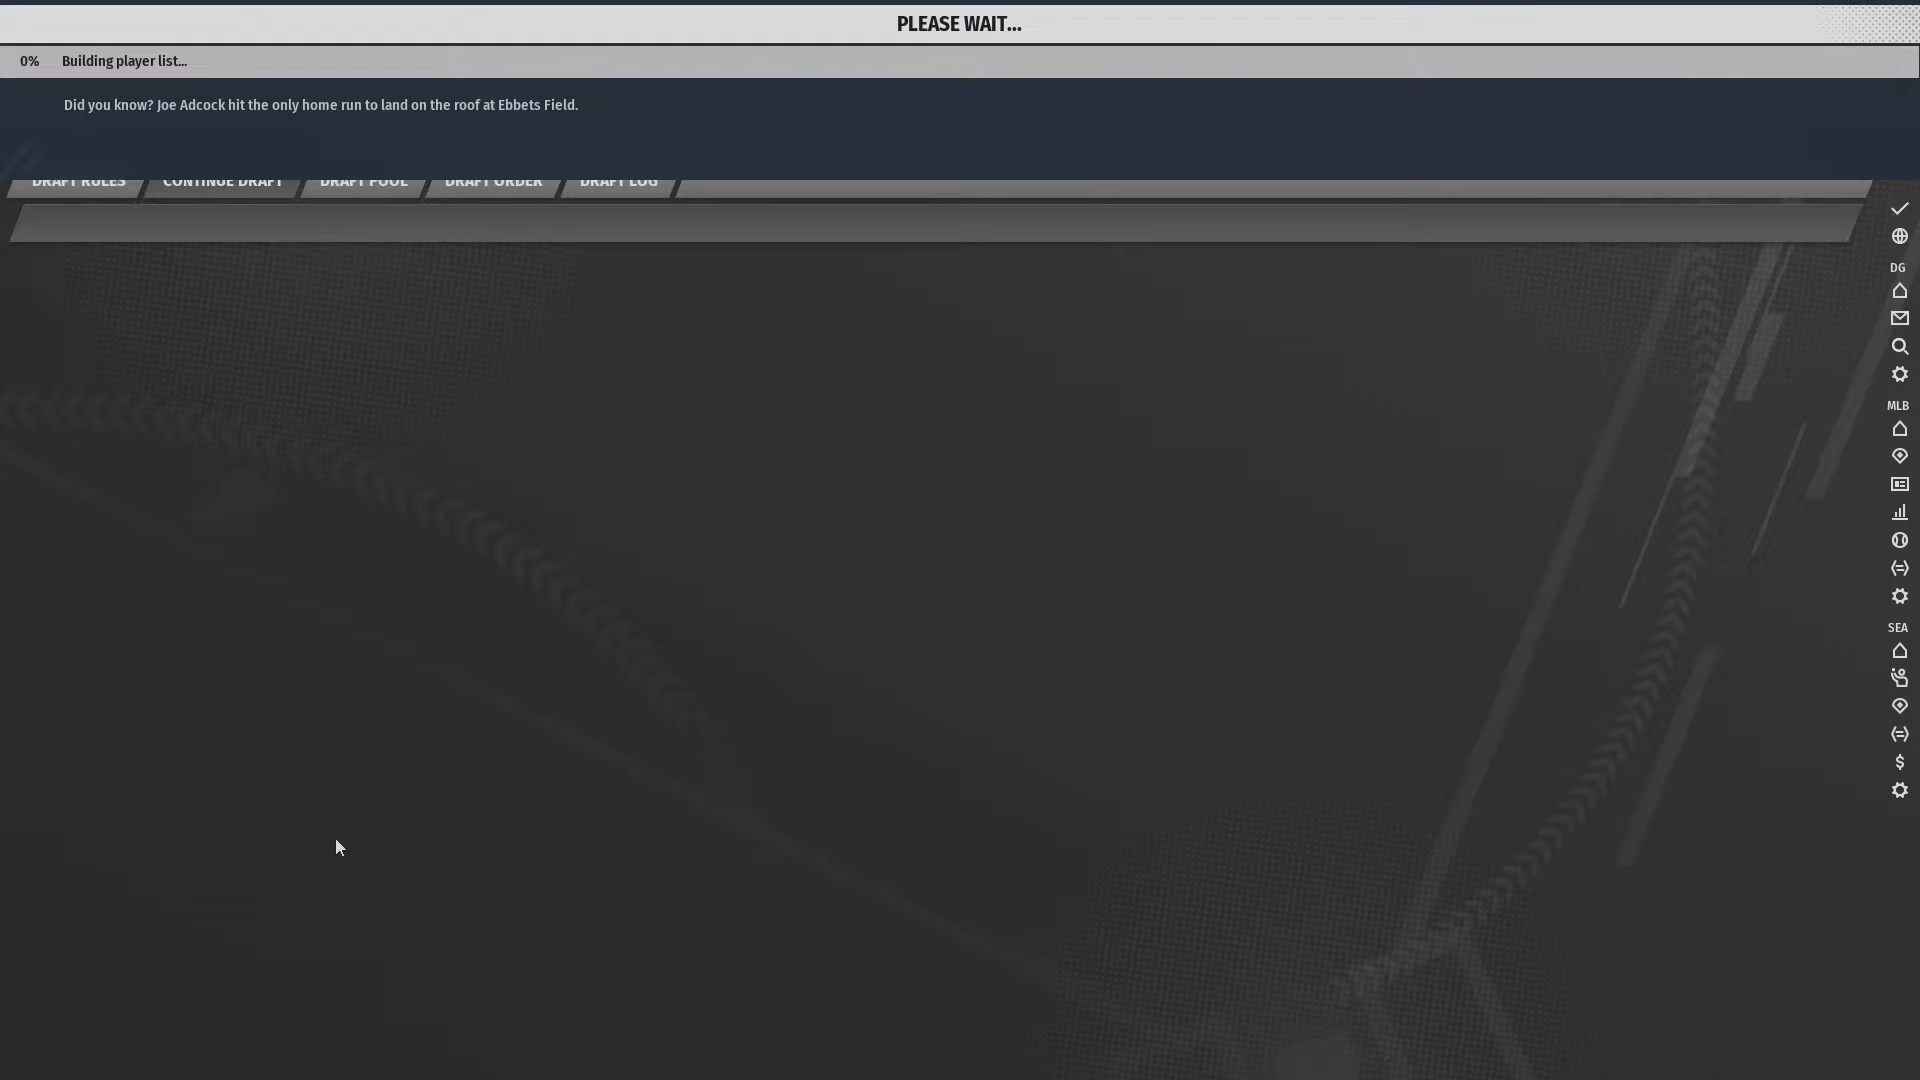 PLEASE WAIT...
0% Building player list...
Did you know? Joe Adcock hit the only home run to land on the roof at Ebbets Field.
DRAFT RULES CONTINUE DRAFT DRAFT POOL DRAFT ORDER DRAFT LOG
DG
MLB
SEA